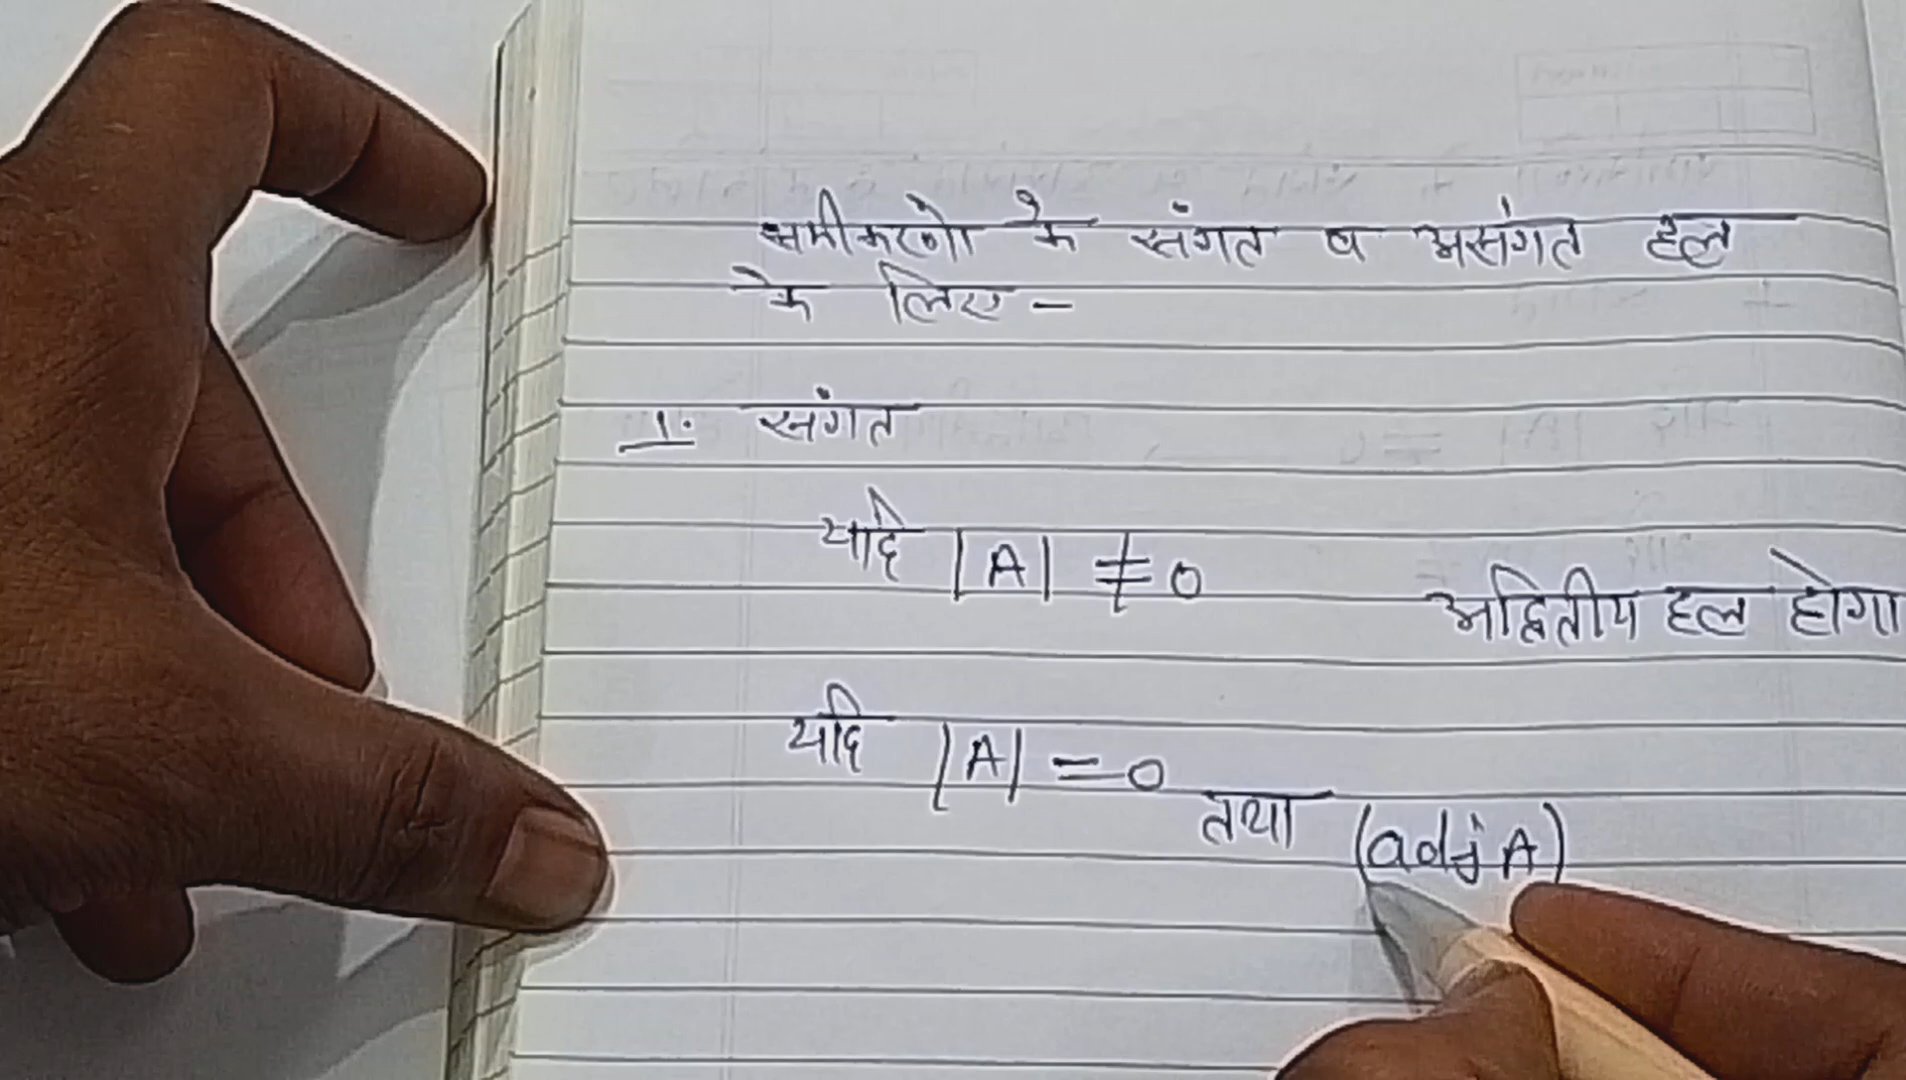 समीकरणो के संगत व असंगत हल
के लिए -
1. संगत
यदि |A| ≠ 0 अद्वितीय हल होगा
यदि |A| = 0 तथा (adj A)